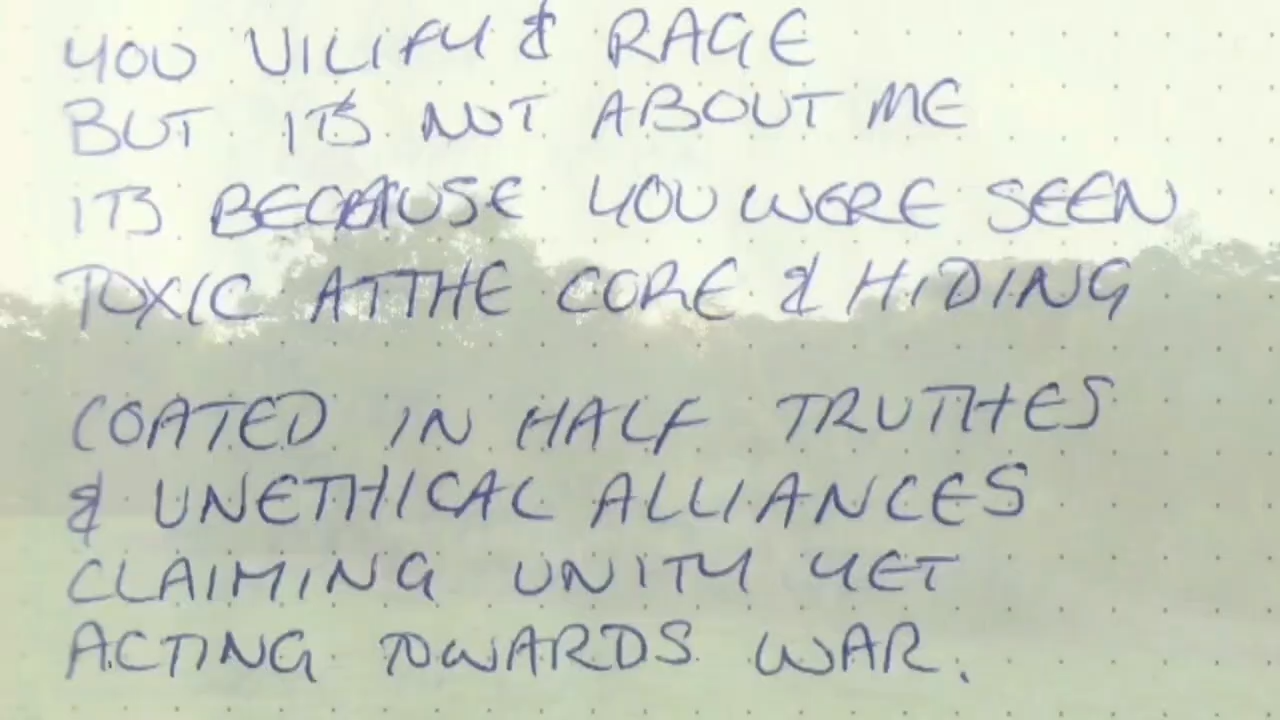 YOU VILIFY & RAGE
BUT IT'S NOT ABOUT ME
ITS BECAUSE YOU WERE SEEN
TOXIC AT THE CORE & HIDING
COATED IN HALF TRUTHES
& UNETHICAL ALLIANCES
CLAIMING UNITY YET
ACTING TOWARDS WAR.